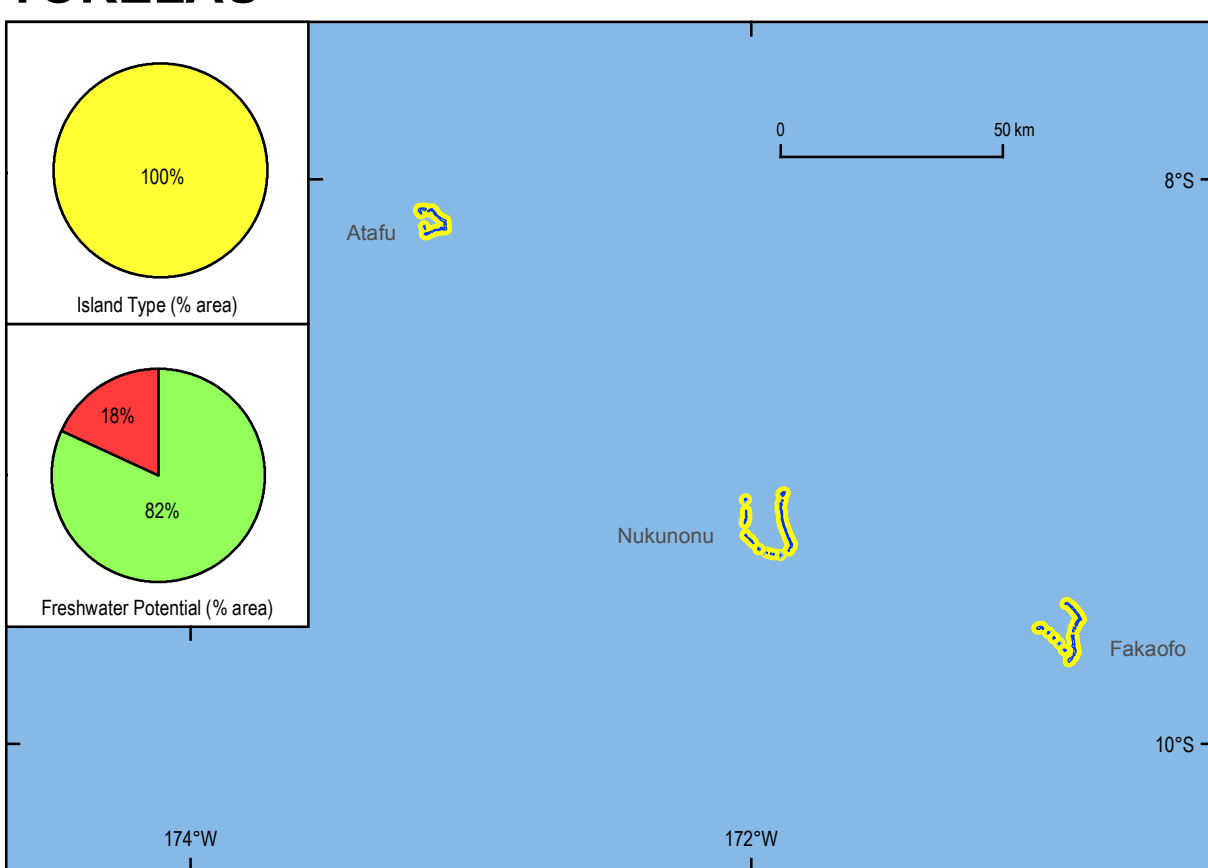 100%
Island Type (% area)
18%
82%
Freshwater Potential (% area)
0 50 km
8°S
Atafu
Nukunonu
Fakaofo
10°S
174°W 172°W